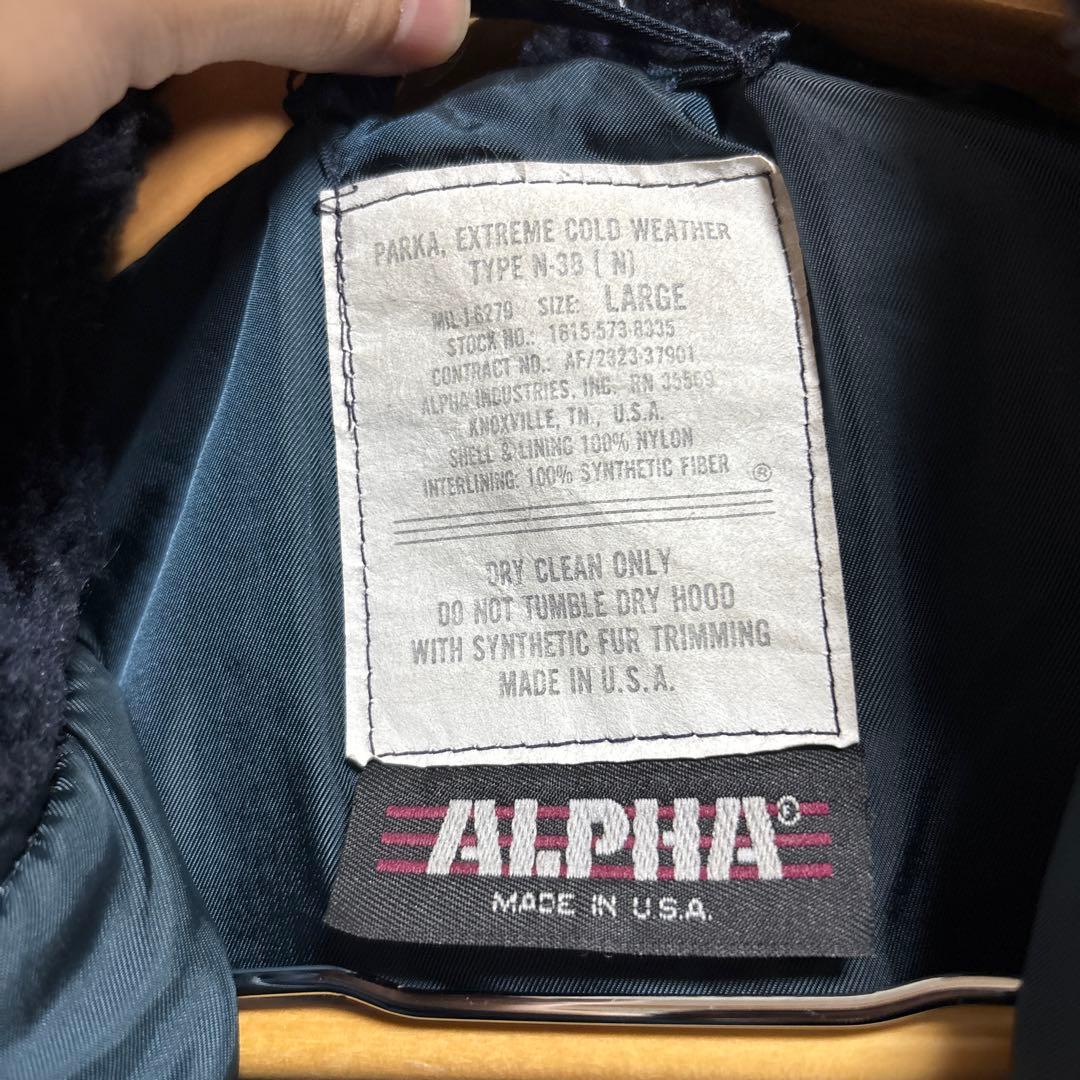 PARKA, EXTREME COLD WEATHER
TYPE N-3B ( N)
MIL-J-6279 SIZE: LARGE
STOCK NO.: 1615-573-8335
CONTRACT NO.: AF/2323-37901
ALPHA INDUSTRIES, INC. RN 35569
KNOXVILLE, TN., U.S.A.
SHELL & LINING 100% NYLON
INTERLINING: 100% SYNTHETIC FIBER ®
DRY CLEAN ONLY
DO NOT TUMBLE DRY HOOD
WITH SYNTHETIC FUR TRIMMING
MADE IN U.S.A.
ALPHA®
MADE IN U.S.A.